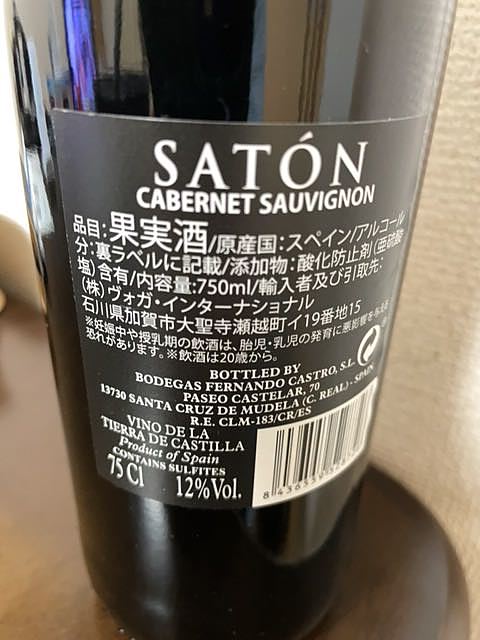 SATÓN
CABERNET SAUVIGNON
品目:果実酒/原産国:スペイン/アルコール
分:裏ラベルに記載/添加物:酸化防止剤(亜硫酸
塩)含有/内容量:750ml/輸入者及び引取先:
(株)ヴォガ・インターナショナル
石川県加賀市大聖寺瀬越町イ19番地15
※妊娠中や授乳期の飲酒は、胎児・乳児の発育に悪影響を与える
恐れがあります。※飲酒は20歳から。
BOTTLED BY
BODEGAS FERNANDO CASTRO, S.L.
PASEO CASTELAR, 70
13730 SANTA CRUZ DE MUDELA (C. REAL) - SPAIN
R.E. CLM-183/CR/ES
VINO DE LA
TIERRA DE CASTILLA
Product of Spain
CONTAINS SULFITES
75 Cl 12%Vol.